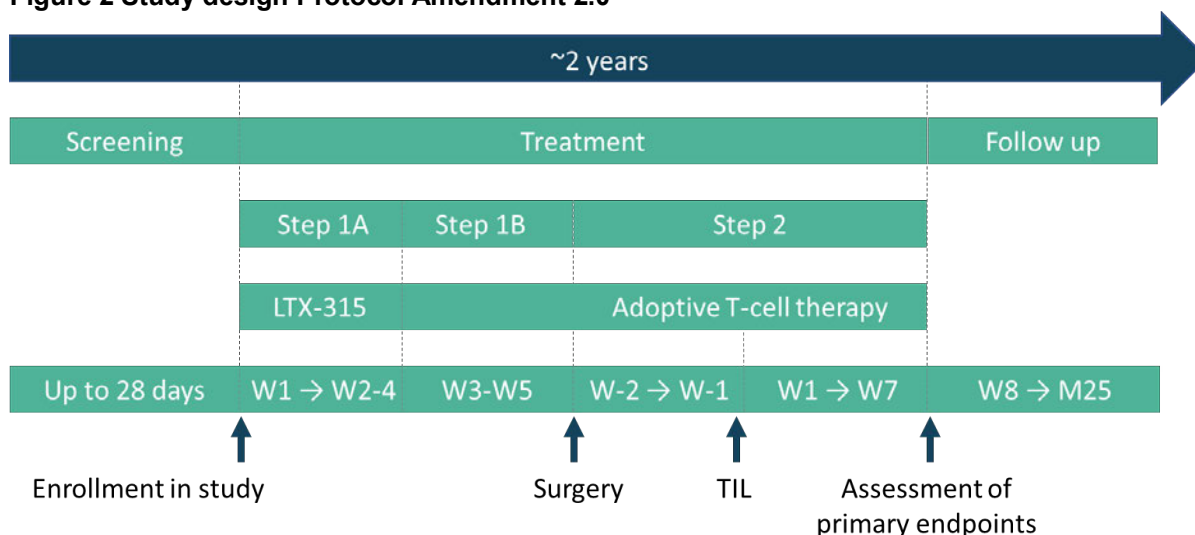 Figure 2 Study design Protocol Amendment 2.0
~2 years
Screening Treatment Follow up
Step 1A Step 1B Step 2
LTX-315 Adoptive T-cell therapy
Up to 28 days W1 → W2-4 W3-W5 W-2 → W-1 W1 → W7 W8 → M25
Enrollment in study Surgery TIL Assessment of
primary endpoints